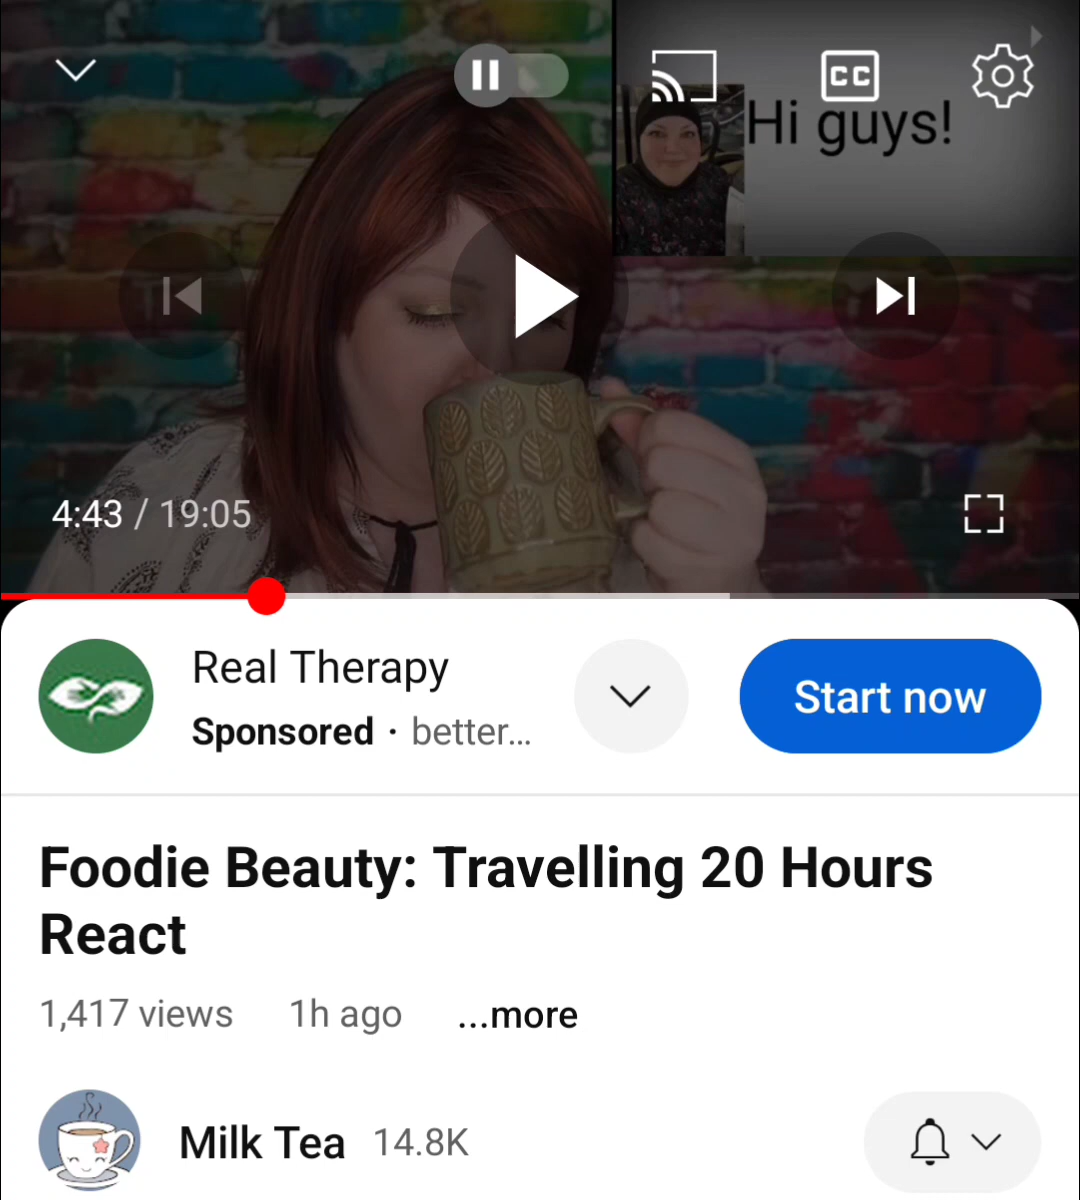 CC
Hi guys!
4:43 / 19:05
Real Therapy
Start now
Sponsored · better...
Foodie Beauty: Travelling 20 Hours
React
1,417 views 1h ago ...more
Milk Tea 14.8K